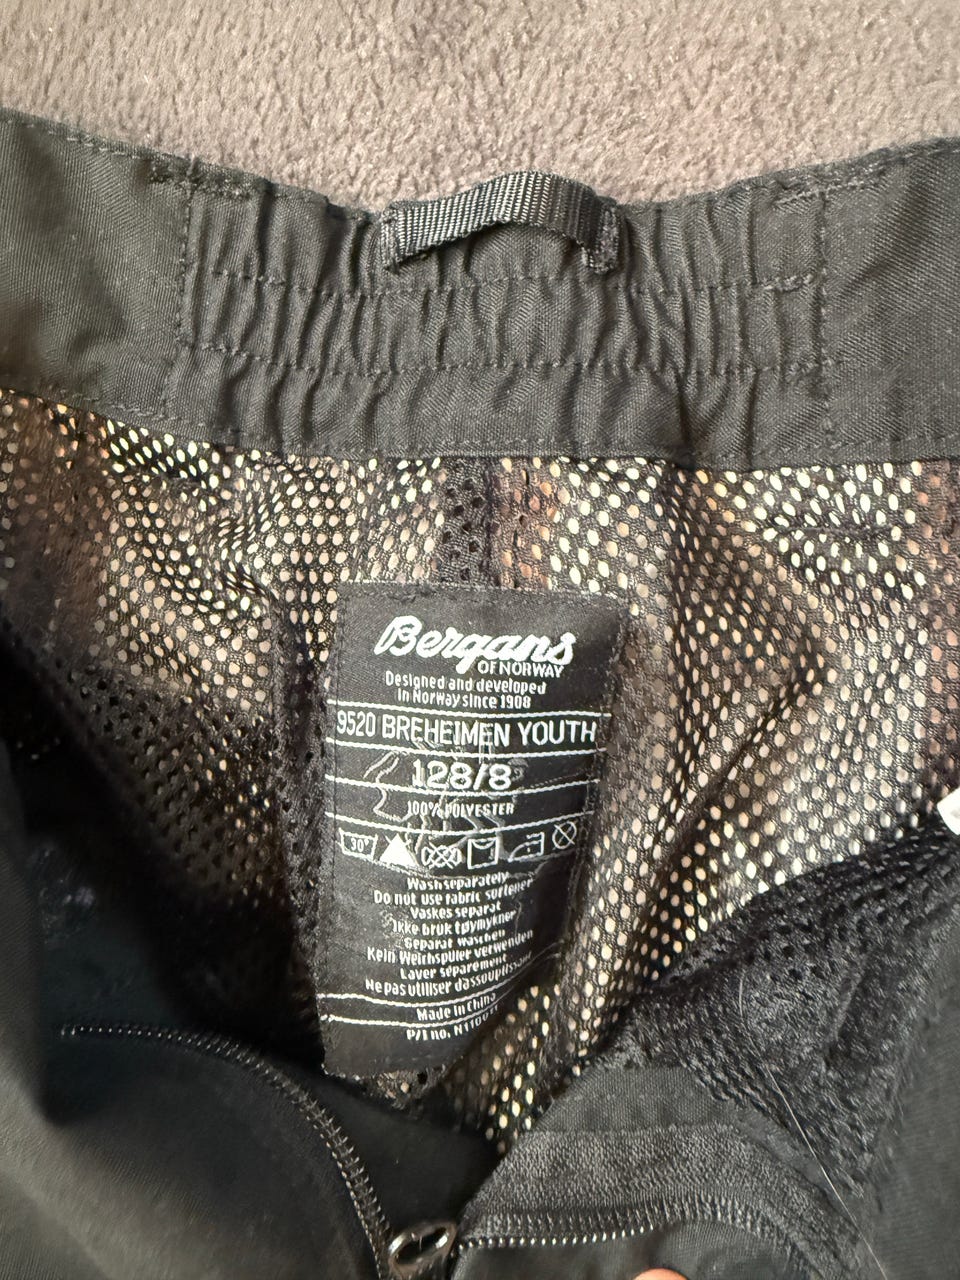 Bergans
OF NORWAY
Designed and developed
in Norway since 1908
9520 BREHEIMEN YOUTH
128/8
100% POLYESTER
30°
Wash separately
Do not use fabric softener
Vaskes separat
Ikke bruk tøymykner
Separat waschen
Kein Weichspüler verwenden
Laver séparement
Ne pas utiliser d'assouplissant
Made in China
P/I no.